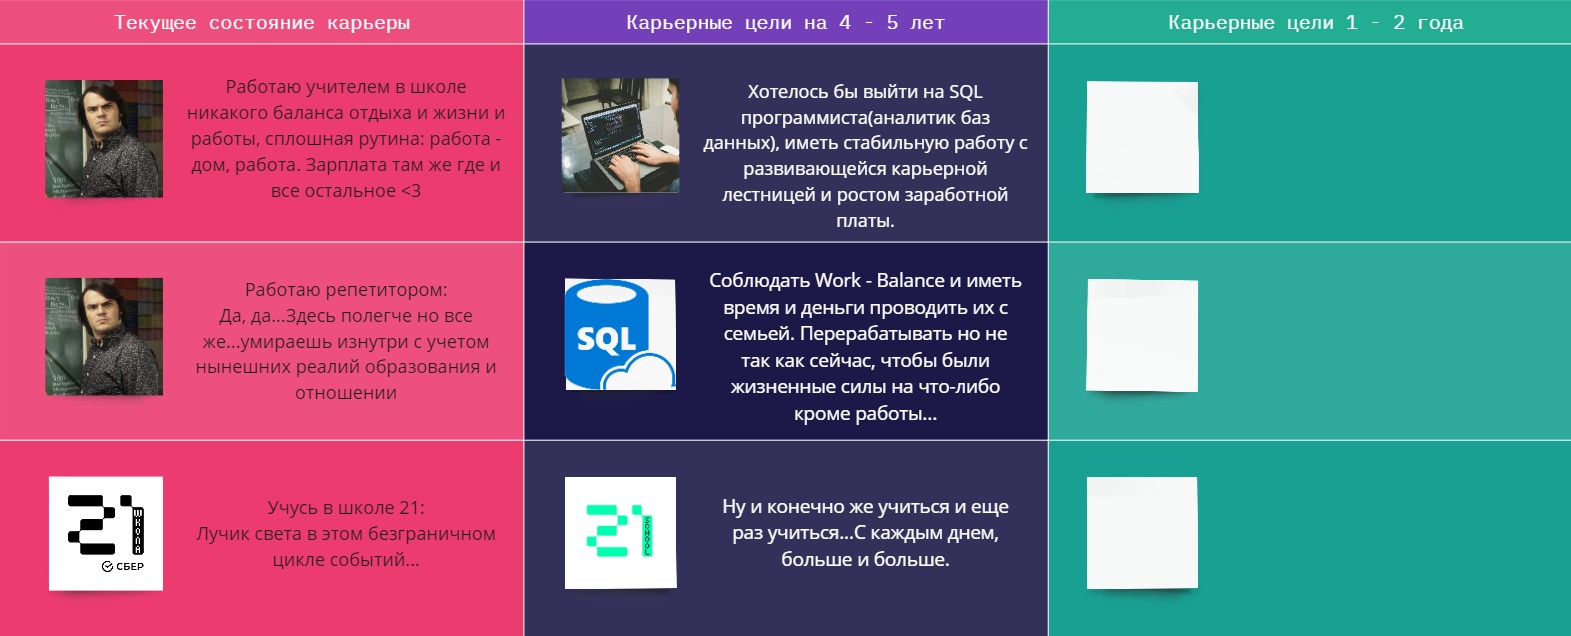 Текущее состояние карьеры
Карьерные цели на 4 - 5 лет
Карьерные цели 1 - 2 года
Работаю учителем в школе
никакого баланса отдыха и жизни и
работы, сплошная рутина: работа -
дом, работа. Зарплата там же где и
все остальное <3
Хотелось бы выйти на SQL
программиста(аналитик баз
данных), иметь стабильную работу с
развивающейся карьерной
лестницей и ростом заработной
платы.
Работаю репетитором:
Да, да...Здесь полегче но все
же...умираешь изнутри с учетом
нынешних реалий образования и
отношении
SQL
Соблюдать Work - Balance и иметь
время и деньги проводить их с
семьей. Перерабатывать но не
так как сейчас, чтобы были
жизненные силы на что-либо
кроме работы...
21
ШКОЛА
СБЕР
Учусь в школе 21:
Лучик света в этом безграничном
цикле событий...
21
SCHOOL
Ну и конечно же учиться и еще
раз учиться...С каждым днем,
больше и больше.